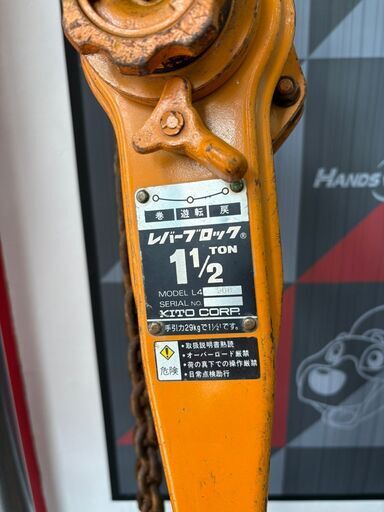 巻 遊転 戻
レバーブロック®
1 1/2 TON
MODEL L4
SERIAL NO.
KITO CORP.
手引力29kgで1½tです。
危険
・取扱説明書熟読
・オーバーロード厳禁
・荷の真下での操作厳禁
・日常点検励行
HANDS